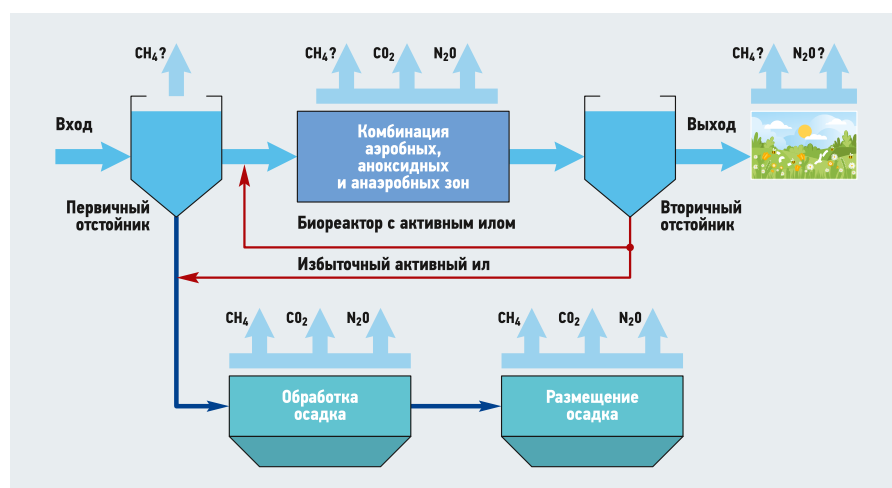 CH₄?
CH₄? CO₂ N₂O
CH₄? N₂O?
Вход
Комбинация
аэробных,
аноксидных
и анаэробных зон
Выход
Первичный
отстойник
Биореактор с активным илом
Вторичный
отстойник
Избыточный активный ил
CH₄ CO₂ N₂O
CH₄ CO₂ N₂O
Обработка
осадка
Размещение
осадка